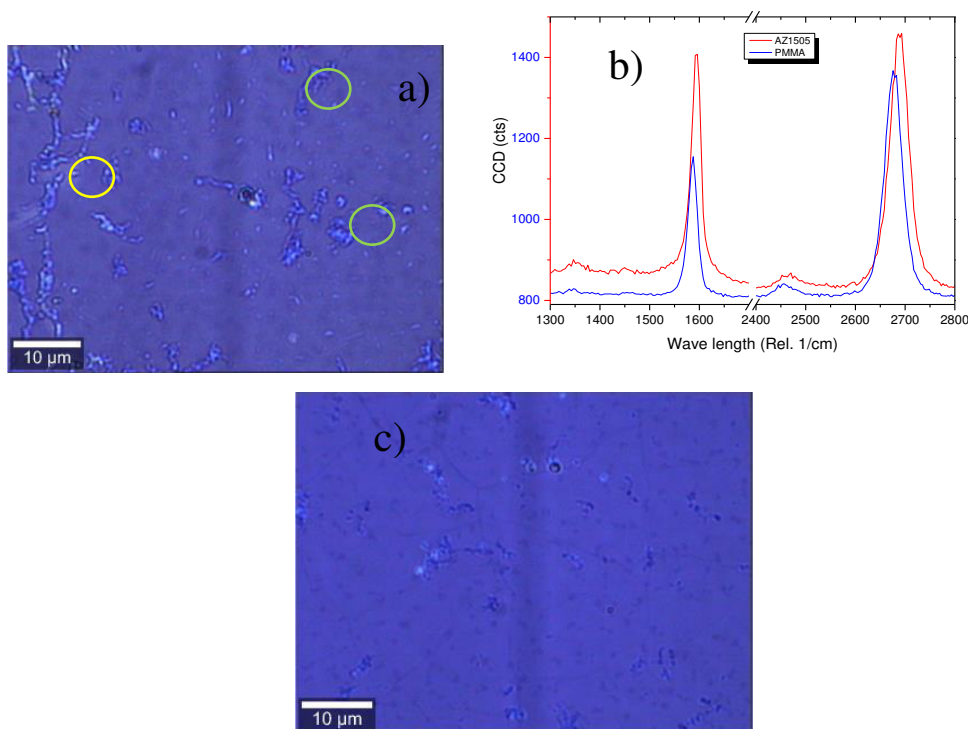 a)
10 µm
b)
AZ1505
PMMA
CCD (cts)
1400
1200
1000
800
1300 1400 1500 1600 2400 2400 2500 2600 2700 2800
Wave length (Rel. 1/cm)
c)
10 µm